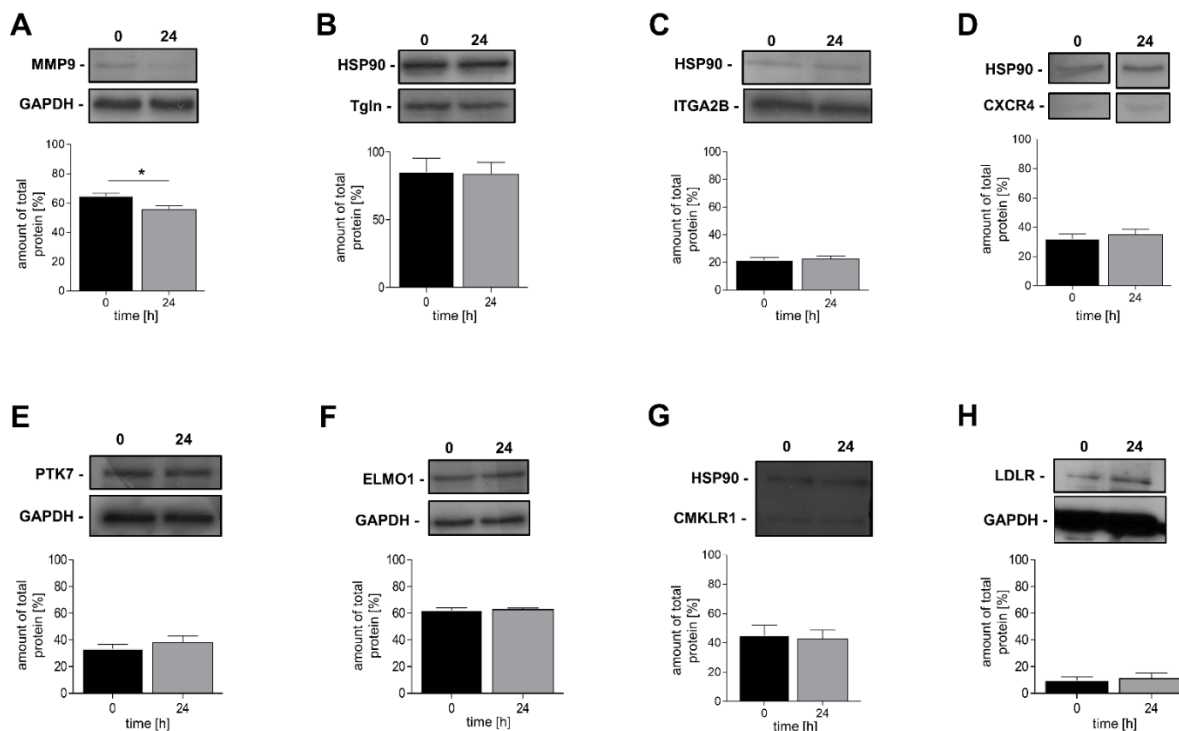 A
0 24
MMP9 -
GAPDH -
*
amount of total
protein [%]
100
80
60
40
20
0
0 24
time [h]
B
0 24
HSP90 -
Tgln -
amount of total
protein [%]
100
50
0
0 24
time [h]
C
0 24
HSP90 -
ITGA2B -
amount of total
protein [%]
100
80
60
40
20
0
0 24
time [h]
D
0 24
HSP90 -
CXCR4 -
amount of total
protein [%]
100
80
60
40
20
0
0 24
time [h]
E
0 24
PTK7 -
GAPDH -
amount of total
protein [%]
100
80
60
40
20
0
0 24
time [h]
F
0 24
ELMO1 -
GAPDH -
amount of total
protein [%]
100
80
60
40
20
0
0 24
time [h]
G
0 24
HSP90 -
CMKLR1 -
amount of total
protein [%]
100
80
60
40
20
0
0 24
time [h]
H
0 24
LDLR -
GAPDH -
amount of total
protein [%]
100
80
60
40
20
0
0 24
time [h]